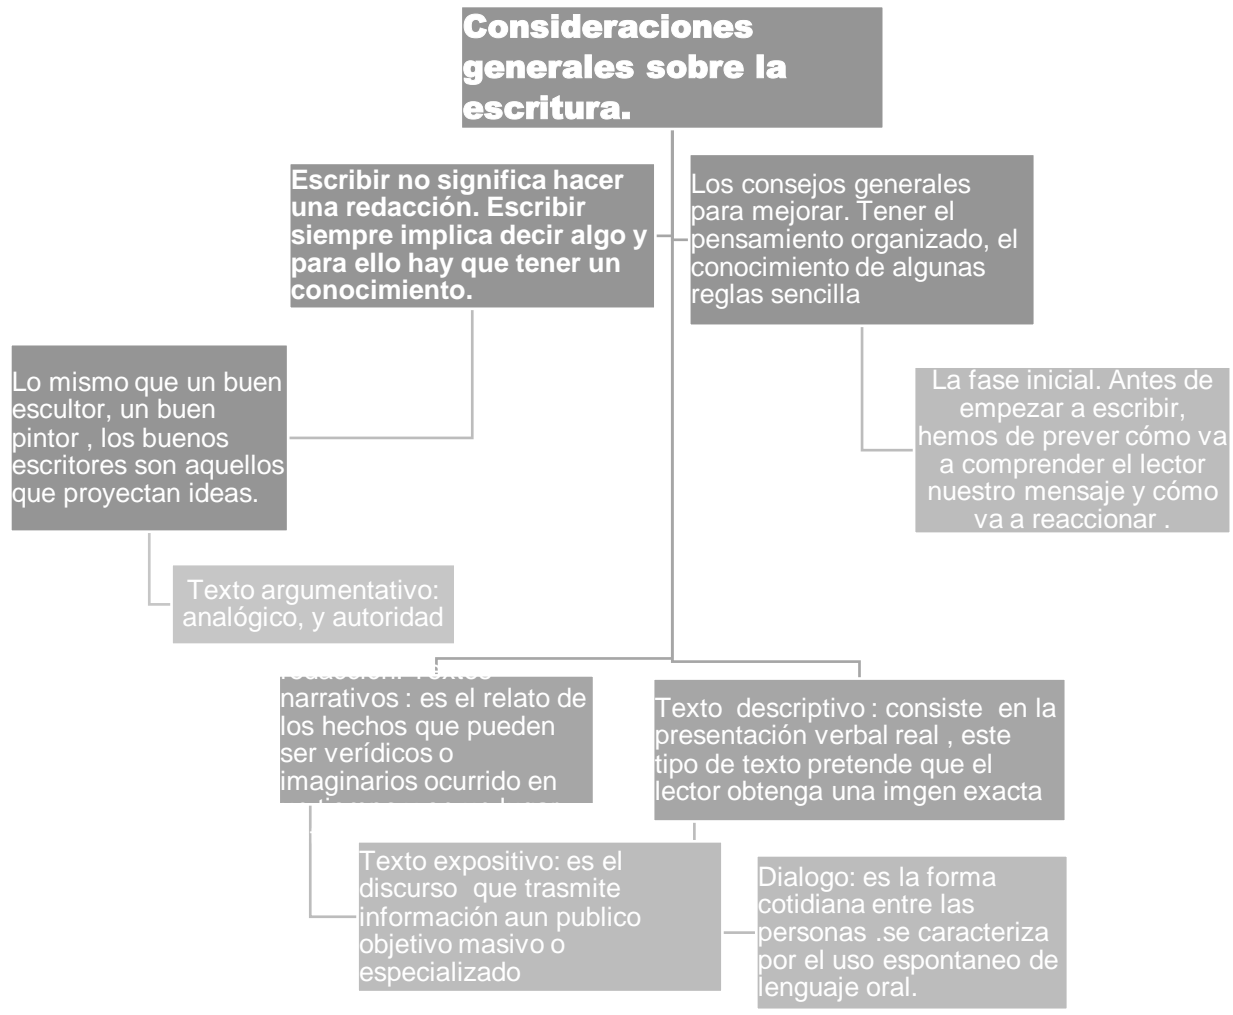 Consideraciones
generales sobre la
escritura.
Escribir no significa hacer
una redacción. Escribir
siempre implica decir algo y
para ello hay que tener un
conocimiento.
Los consejos generales
para mejorar. Tener el
pensamiento organizado, el
conocimiento de algunas
reglas sencilla
Lo mismo que un buen
escultor, un buen
pintor , los buenos
escritores son aquellos
que proyectan ideas.
La fase inicial. Antes de
empezar a escribir,
hemos de prever cómo va
a comprender el lector
nuestro mensaje y cómo
va a reaccionar .
Texto argumentativo:
analógico, y autoridad
narrativos : es el relato de
los hechos que pueden
ser verídicos o
imaginarios ocurrido en
Texto descriptivo : consiste en la
presentación verbal real , este
tipo de texto pretende que el
lector obtenga una imgen exacta
Texto expositivo: es el
discurso que trasmite
información aun publico
objetivo masivo o
especializado
Dialogo: es la forma
cotidiana entre las
personas .se caracteriza
por el uso espontaneo de
lenguaje oral.